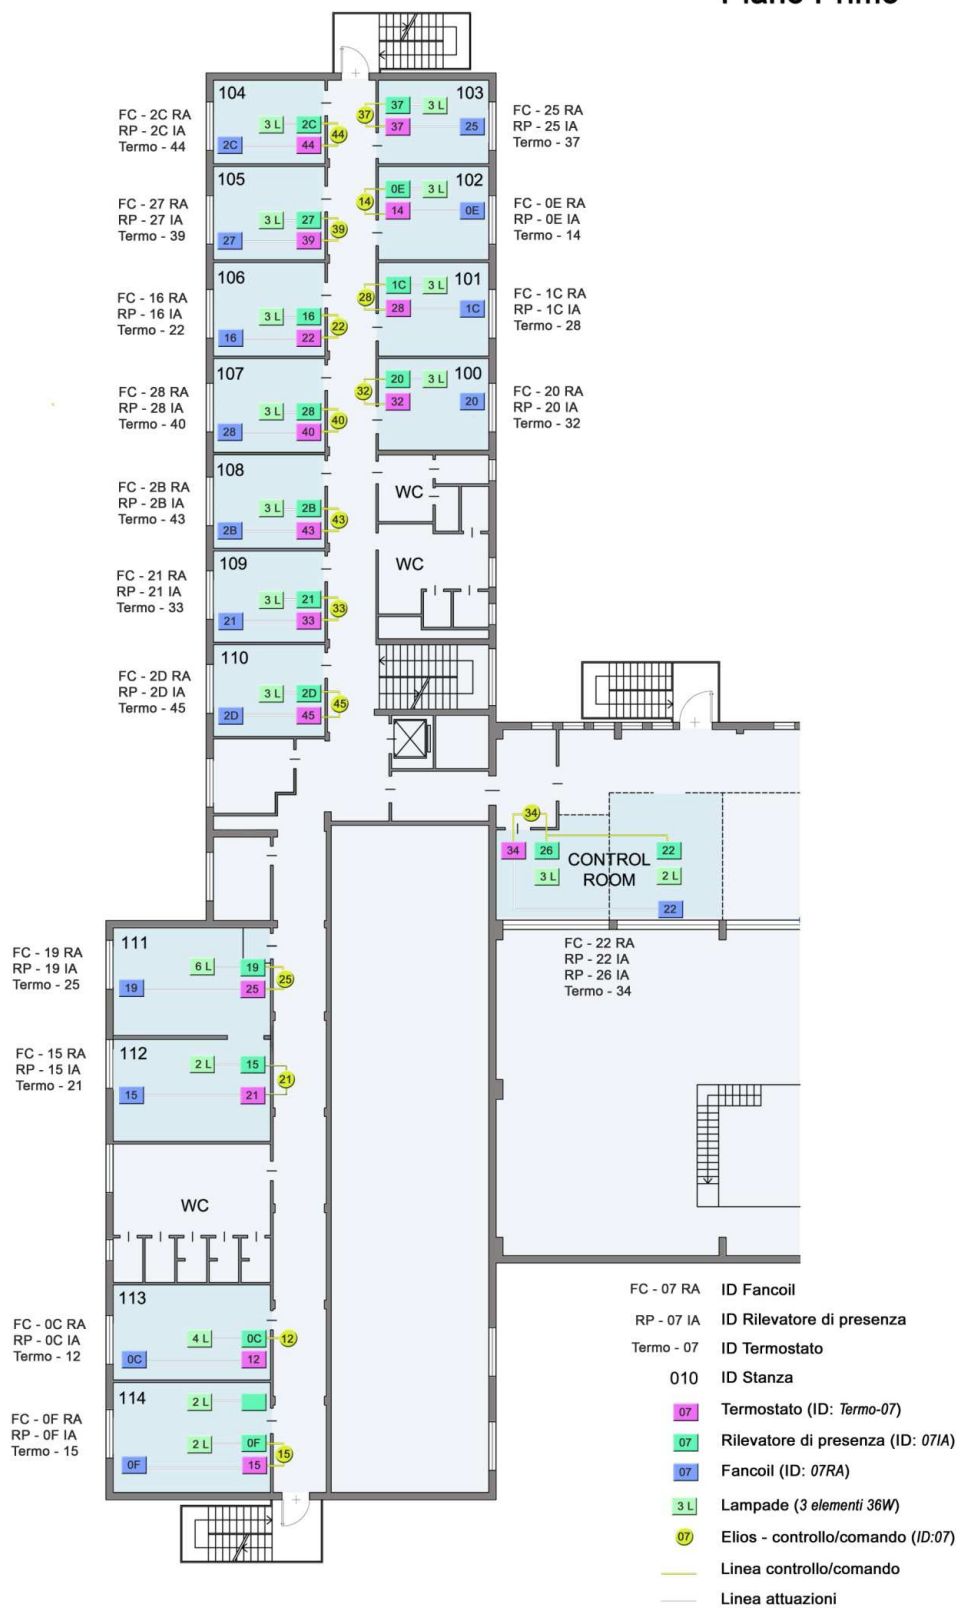 Piano Primo
104
3 L 2C
2C 44
44
FC - 2C RA
RP - 2C IA
Termo - 44
37 3 L
37 25
37
103
FC - 25 RA
RP - 25 IA
Termo - 37
105
3 L 27
27 39
39
FC - 27 RA
RP - 27 IA
Termo - 39
102
0E 3 L
14 0E
14
FC - 0E RA
RP - 0E IA
Termo - 14
106
3 L 16
16 22
22
FC - 16 RA
RP - 16 IA
Termo - 22
101
1C 3 L
28 1C
28
FC - 1C RA
RP - 1C IA
Termo - 28
107
3 L 28
28 40
40
FC - 28 RA
RP - 28 IA
Termo - 40
100
20 3 L
32 20
32
FC - 20 RA
RP - 20 IA
Termo - 32
108
3 L 2B
2B 43
43
FC - 2B RA
RP - 2B IA
Termo - 43
WC
WC
109
3 L 21
21 33
33
FC - 21 RA
RP - 21 IA
Termo - 33
110
3 L 2D
2D 45
45
FC - 2D RA
RP - 2D IA
Termo - 45
34
34 26 22
CONTROL
ROOM
3 L 2 L
22
FC - 22 RA
RP - 22 IA
RP - 26 IA
Termo - 34
111
6 L 19
19 25
25
FC - 19 RA
RP - 19 IA
Termo - 25
112
2 L 15
15 21
21
FC - 15 RA
RP - 15 IA
Termo - 21
WC
113
4 L 0C
0C 12
12
FC - 0C RA
RP - 0C IA
Termo - 12
114
2 L
2 L 0F
0F 15
15
FC - 0F RA
RP - 0F IA
Termo - 15
FC - 07 RA ID Fancoil
RP - 07 IA ID Rilevatore di presenza
Termo - 07 ID Termostato
010 ID Stanza
07 Termostato (ID: Termo-07)
07 Rilevatore di presenza (ID: 07IA)
07 Fancoil (ID: 07RA)
3 L Lampade (3 elementi 36W)
07 Elios - controllo/comando (ID:07)
Linea controllo/comando
Linea attuazioni